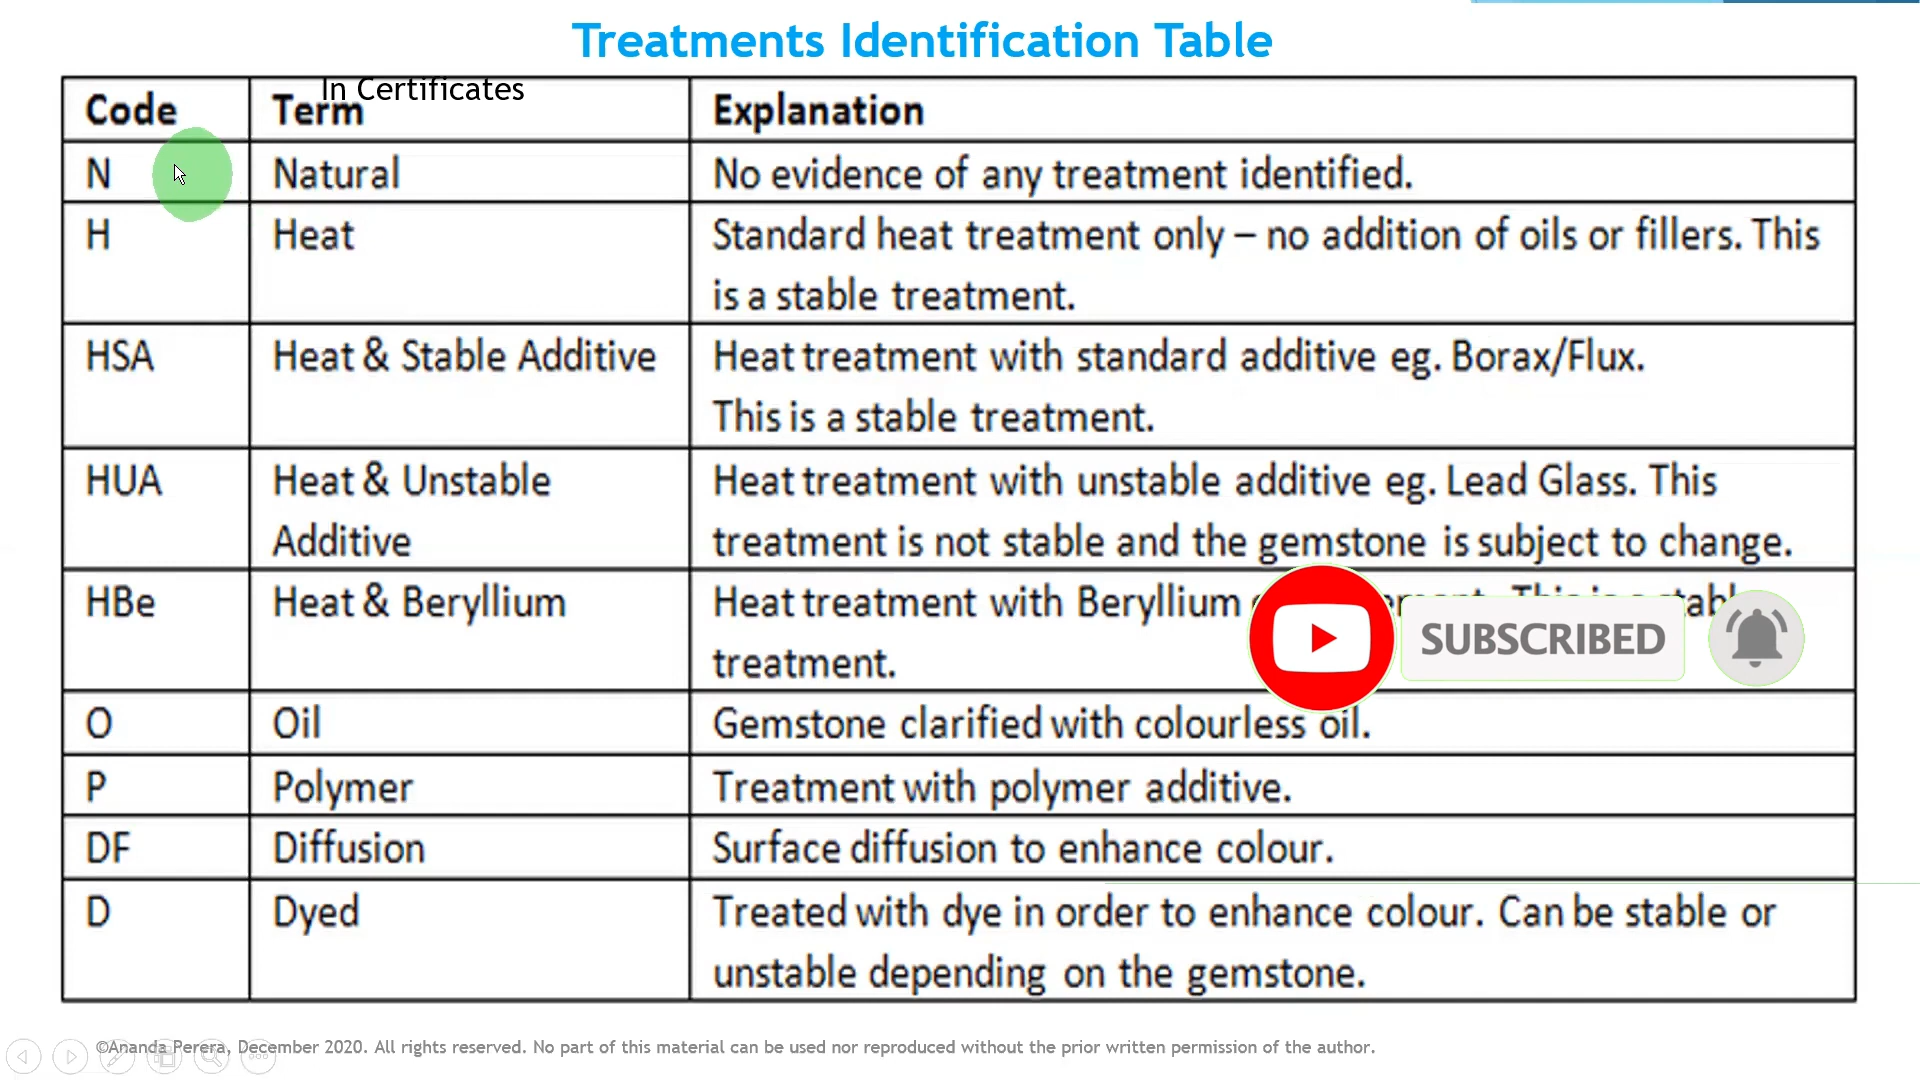 Treatments Identification Table
In Certificates
Code Term Explanation
N Natural No evidence of any treatment identified.
H Heat Standard heat treatment only – no addition of oils or fillers. This
is a stable treatment.
HSA Heat & Stable Additive Heat treatment with standard additive eg. Borax/Flux.
This is a stable treatment.
HUA Heat & Unstable Heat treatment with unstable additive eg. Lead Glass. This
Additive treatment is not stable and the gemstone is subject to change.
HBe Heat & Beryllium Heat treatment with Beryllium
treatment.
SUBSCRIBED
O Oil Gemstone clarified with colourless oil.
P Polymer Treatment with polymer additive.
DF Diffusion Surface diffusion to enhance colour.
D Dyed Treated with dye in order to enhance colour. Can be stable or
unstable depending on the gemstone.
©Ananda Perera, December 2020. All rights reserved. No part of this material can be used nor reproduced without the prior written permission of the author.